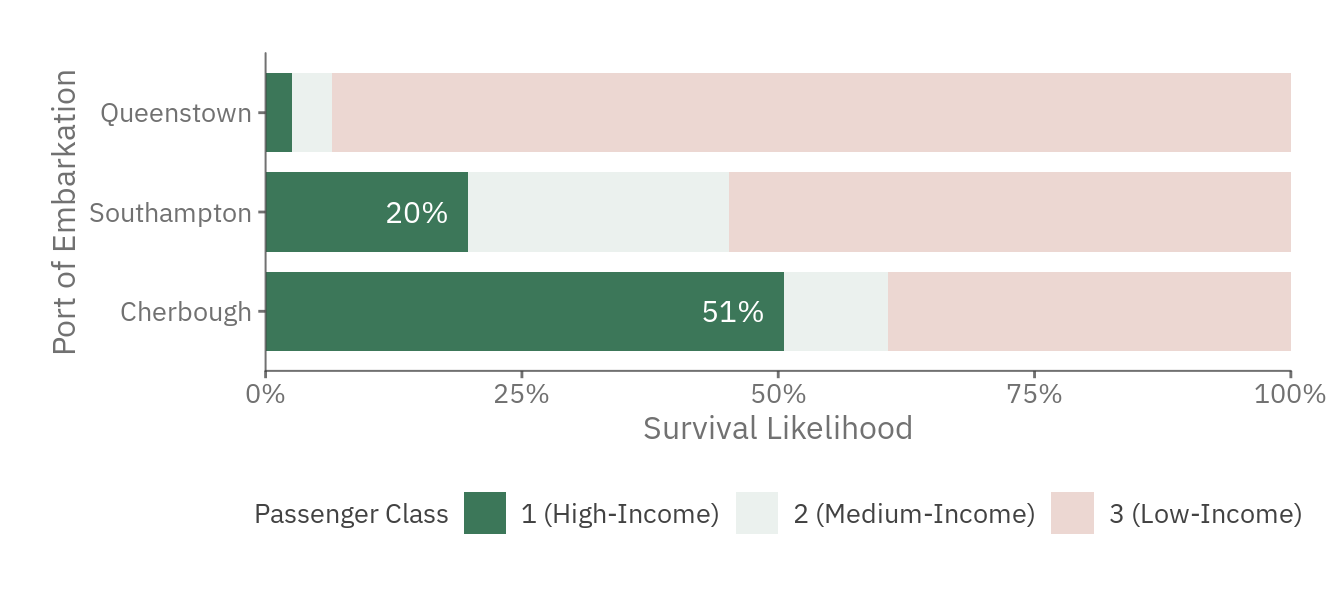 Port of Embarkation
Queenstown
Southampton
20%
Cherbough
51%
0% 25% 50% 75% 100%
Survival Likelihood
Passenger Class 1 (High-Income) 2 (Medium-Income) 3 (Low-Income)